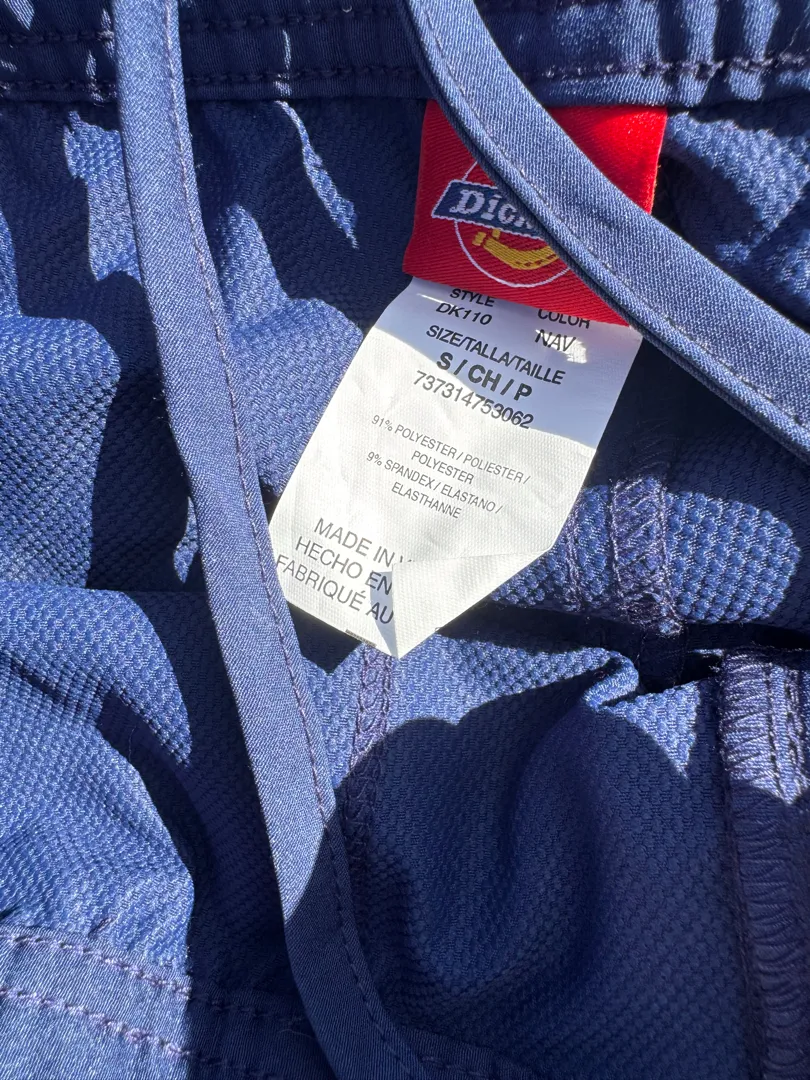 STYLE COLOR
DK110 NAV
SIZE/TALLA/TAILLE
S / CH / P
737314753062
91% POLYESTER / POLIESTER /
POLYESTER
9% SPANDEX / ELASTANO /
ELASTHANNE
MADE IN
HECHO EN
FABRIQUÉ AU